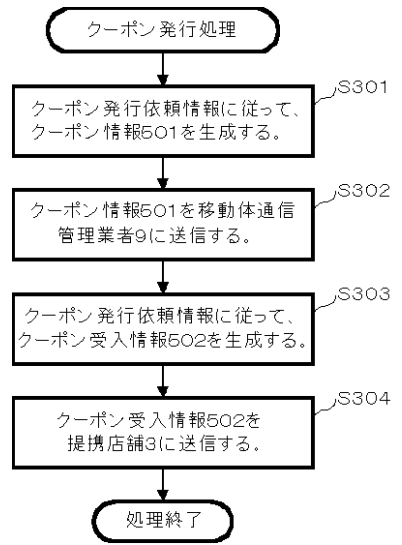 クーポン発行処理
S301
クーポン発行依頼情報に従って、
クーポン情報501を生成する。
S302
クーポン情報501を移動体通信
管理業者9に送信する。
S303
クーポン発行依頼情報に従って、
クーポン受入情報502を生成する。
S304
クーポン受入情報502を
提携店舗3に送信する。
処理終了